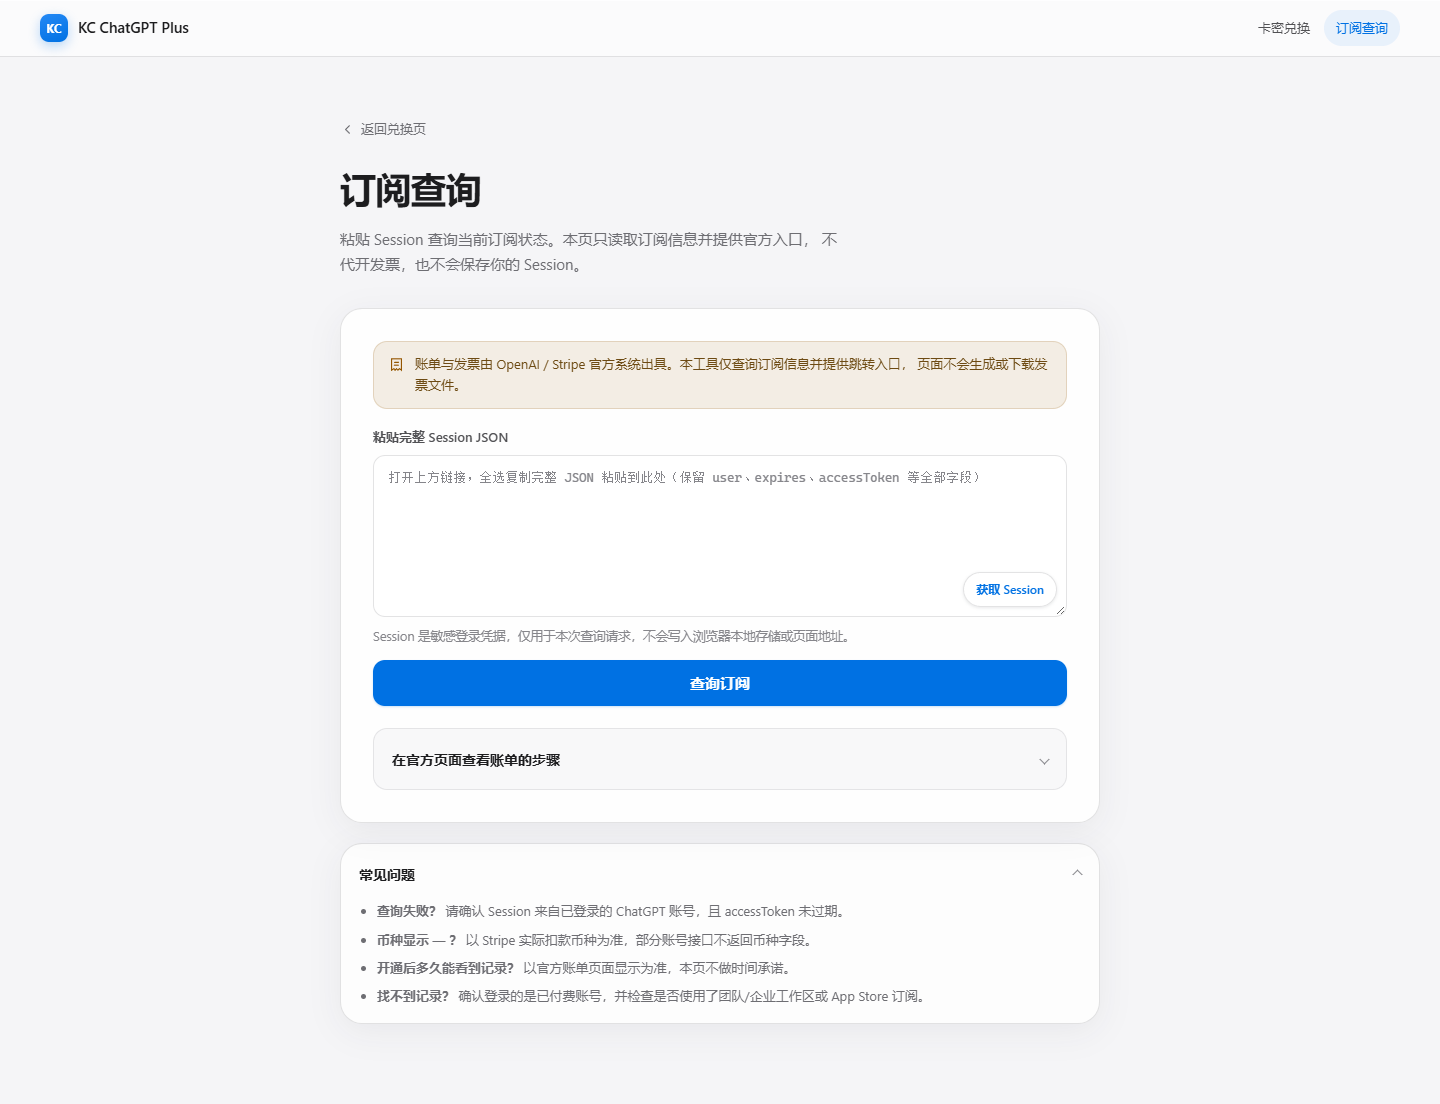 KC KC ChatGPT Plus
卡密兑换 订阅查询
返回兑换页
订阅查询
粘贴 Session 查询当前订阅状态。本页只读取订阅信息并提供官方入口， 不
代开发票，也不会保存你的 Session。
账单与发票由 OpenAI / Stripe 官方系统出具。本工具仅查询订阅信息并提供跳转入口， 页面不会生成或下载发
票文件。
粘贴完整 Session JSON
打开上方链接，全选复制完整 JSON 粘贴到此处（保留 user、expires、accessToken 等全部字段）
获取 Session
Session 是敏感登录凭据，仅用于本次查询请求，不会写入浏览器本地存储或页面地址。
查询订阅
在官方页面查看账单的步骤
常见问题
查询失败？ 请确认 Session 来自已登录的 ChatGPT 账号，且 accessToken 未过期。
币种显示 — ？ 以 Stripe 实际扣款币种为准，部分账号接口不返回币种字段。
开通后多久能看到记录？ 以官方账单页面显示为准，本页不做时间承诺。
找不到记录？ 确认登录的是已付费账号，并检查是否使用了团队/企业工作区或 App Store 订阅。